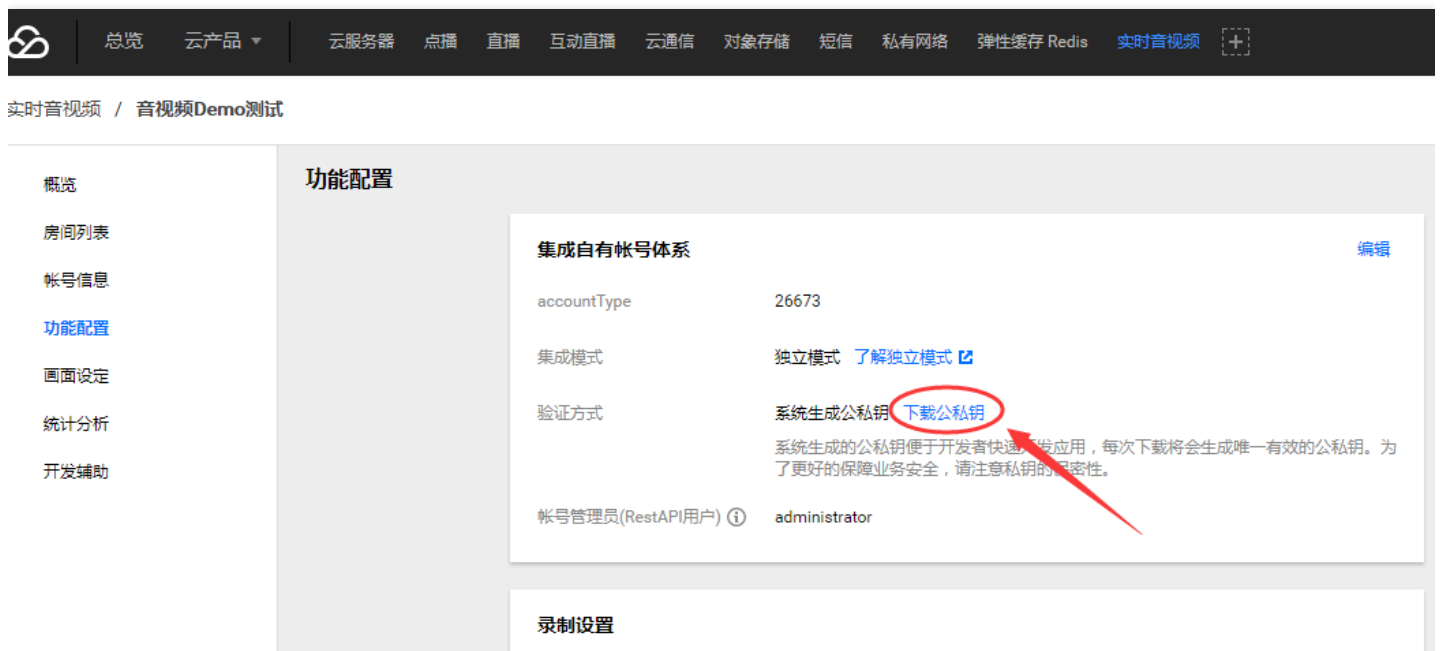 总览 云产品 云服务器 点播 直播 互动直播 云通信 对象存储 短信 私有网络 弹性缓存 Redis 实时音视频
实时音视频 / 音视频Demo测试
概览
房间列表
帐号信息
功能配置
画面设定
统计分析
开发辅助
功能配置
集成自有帐号体系 编辑
accountType 26673
集成模式 独立模式 了解独立模式
验证方式 系统生成公私钥 下载公私钥
系统生成的公私钥便于开发者快速开发应用，每次下载将会生成唯一有效的公私钥。为
了更好的保障业务安全，请注意私钥的保密性。
帐号管理员(RestAPI用户) administrator
录制设置